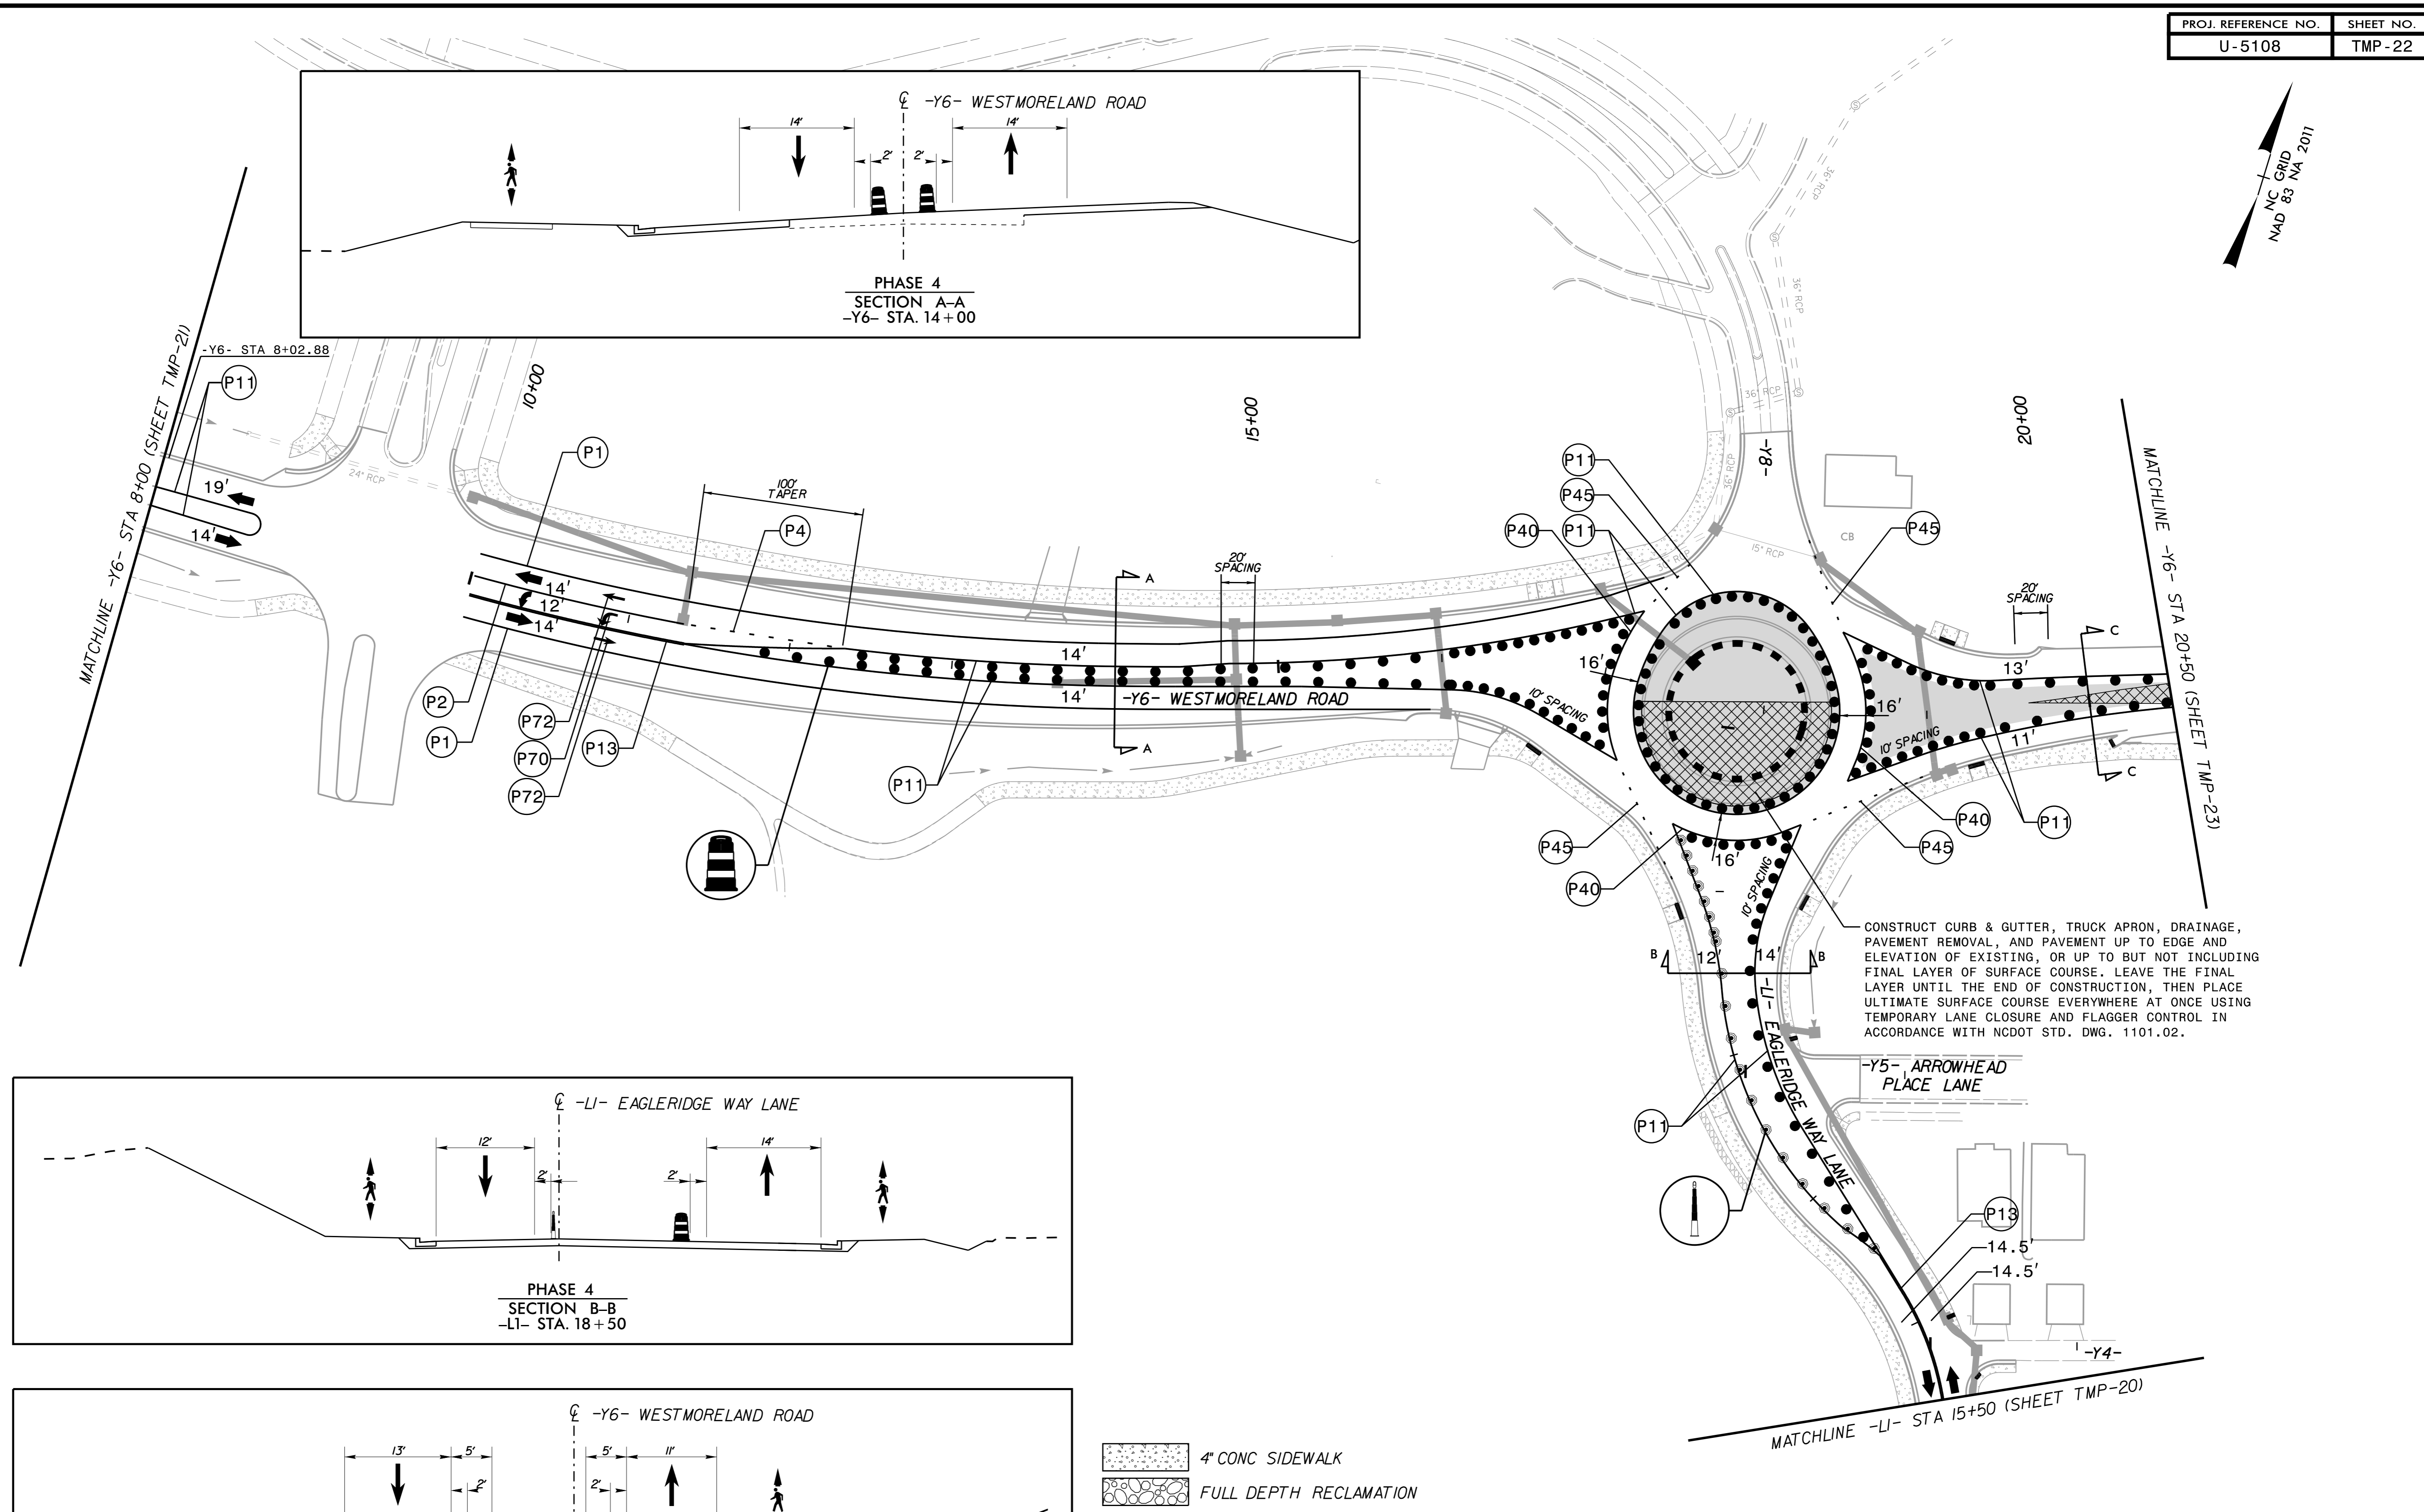 PROJ. REFERENCE NO. SHEET NO.
U-5108 TMP-22
℄ -Y6- WESTMORELAND ROAD
14' 14'
2' 2'
PHASE 4
SECTION A–A
–Y6– STA. 14+00
NC GRID
NAD 83 NA 2011
MATCHLINE -Y6- STA 8+00 (SHEET TMP-21)
-Y6- STA 8+02.88
P11
19'
14'
24" RCP
10+00
15+00
20+00
36" RCP
36" RCP
36" RCP
36" RCP
36" RCP
15" RCP
CB
-Y8-
MATCHLINE -Y6- STA 20+50 (SHEET TMP-23)
P1
100'
TAPER
P4
14'
12'
14'
P2
P1
P72
P70
P72
P13
A
A
20'
SPACING
14'
14'
-Y6- WESTMORELAND ROAD
P11
P11
P45
P40
P11
P45
16'
10' SPACING
16'
10' SPACING
20'
SPACING
13'
11'
C
C
P40
P11
P45
P45
P40
16'
10' SPACING
B
12'
14'
B
-L1- EAGLERIDGE WAY LANE
CONSTRUCT CURB & GUTTER, TRUCK APRON, DRAINAGE,
PAVEMENT REMOVAL, AND PAVEMENT UP TO EDGE AND
ELEVATION OF EXISTING, OR UP TO BUT NOT INCLUDING
FINAL LAYER OF SURFACE COURSE. LEAVE THE FINAL
LAYER UNTIL THE END OF CONSTRUCTION, THEN PLACE
ULTIMATE SURFACE COURSE EVERYWHERE AT ONCE USING
TEMPORARY LANE CLOSURE AND FLAGGER CONTROL IN
ACCORDANCE WITH NCDOT STD. DWG. 1101.02.
-Y5- ARROWHEAD
PLACE LANE
P11
P13
14.5'
14.5'
-Y4-
MATCHLINE -L1- STA 15+50 (SHEET TMP-20)
℄ -L1- EAGLERIDGE WAY LANE
12' 14'
2' 2'
PHASE 4
SECTION B–B
–L1– STA. 18+50
℄ -Y6- WESTMORELAND ROAD
13' 5' 5' 11'
2' 2'
4" CONC SIDEWALK
FULL DEPTH RECLAMATION